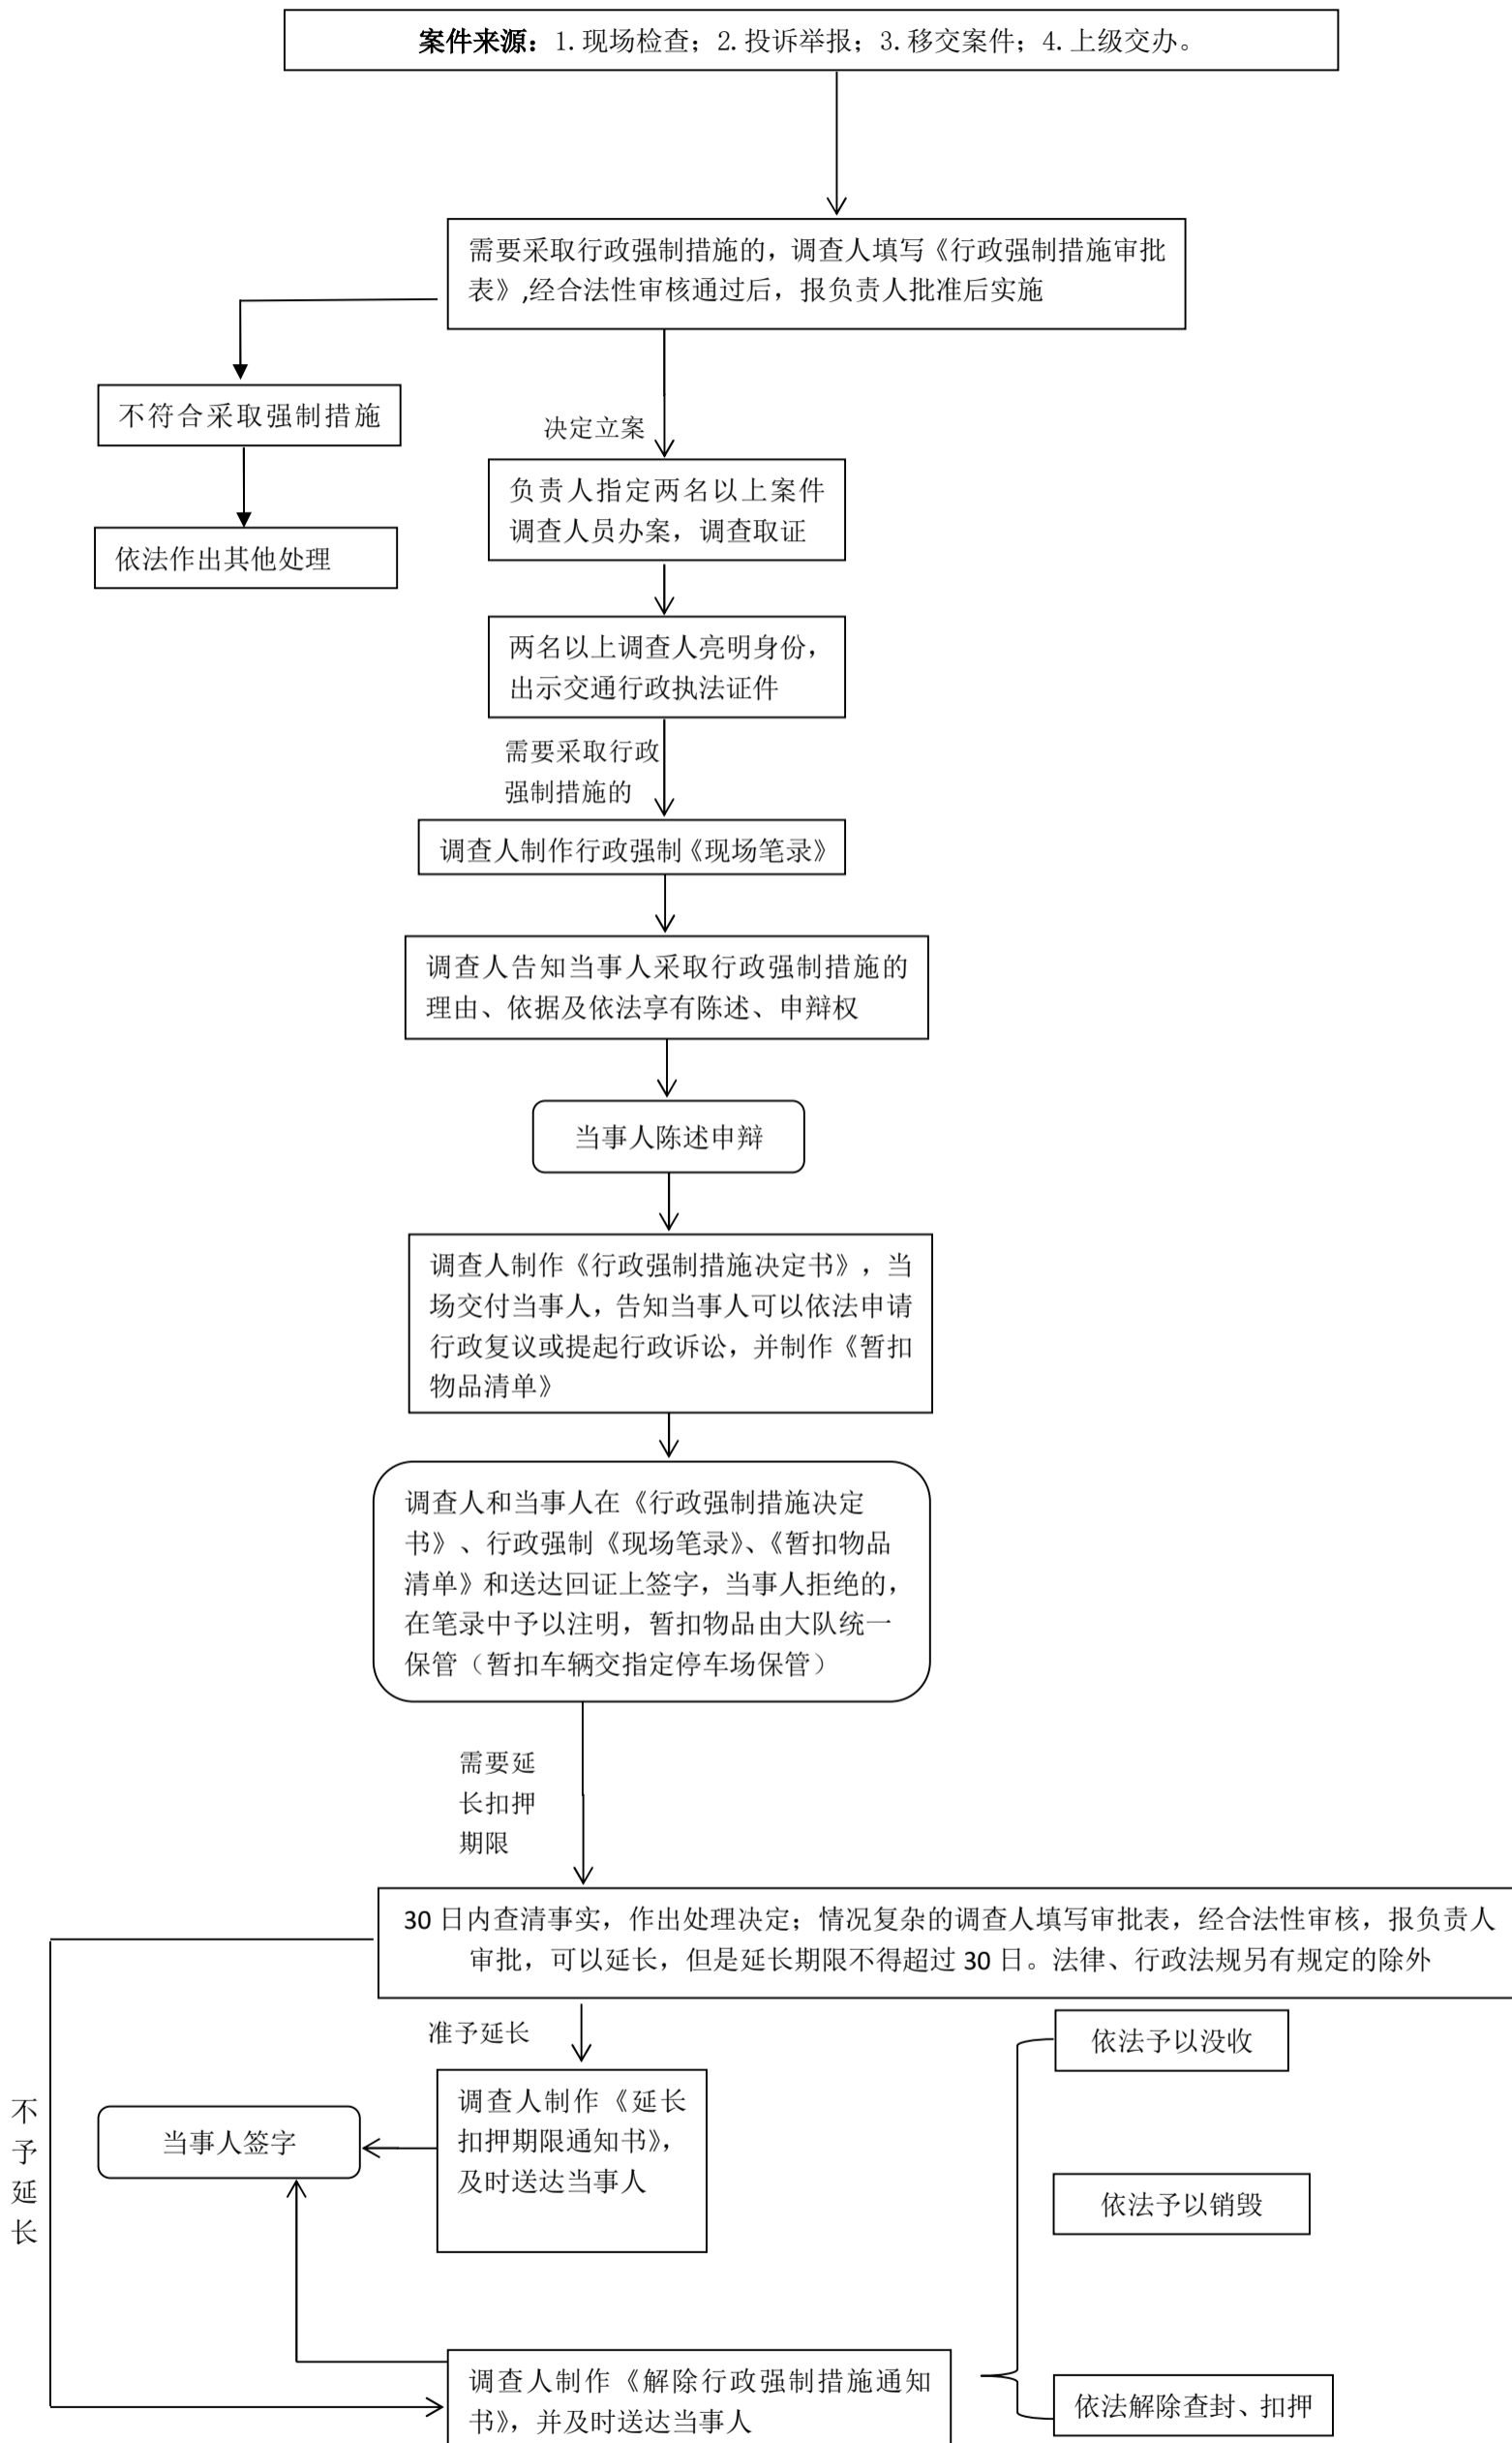 案件来源：1.现场检查；2.投诉举报；3.移交案件；4.上级交办。
需要采取行政强制措施的，调查人填写《行政强制措施审批
表》,经合法性审核通过后，报负责人批准后实施
不符合采取强制措施
依法作出其他处理
决定立案
负责人指定两名以上案件
调查人员办案，调查取证
两名以上调查人亮明身份，
出示交通行政执法证件
需要采取行政
强制措施的
调查人制作行政强制《现场笔录》
调查人告知当事人采取行政强制措施的
理由、依据及依法享有陈述、申辩权
当事人陈述申辩
调查人制作《行政强制措施决定书》，当
场交付当事人，告知当事人可以依法申请
行政复议或提起行政诉讼，并制作《暂扣
物品清单》
调查人和当事人在《行政强制措施决定
书》、行政强制《现场笔录》、《暂扣物品
清单》和送达回证上签字，当事人拒绝的，
在笔录中予以注明，暂扣物品由大队统一
保管（暂扣车辆交指定停车场保管）
需要延
长扣押
期限
30 日内查清事实，作出处理决定；情况复杂的调查人填写审批表，经合法性审核，报负责人
审批，可以延长，但是延长期限不得超过 30 日。法律、行政法规另有规定的除外
准予延长
调查人制作《延长
扣押期限通知书》，
及时送达当事人
当事人签字
不
予
延
长
调查人制作《解除行政强制措施通知
书》，并及时送达当事人
依法予以没收
依法予以销毁
依法解除查封、扣押